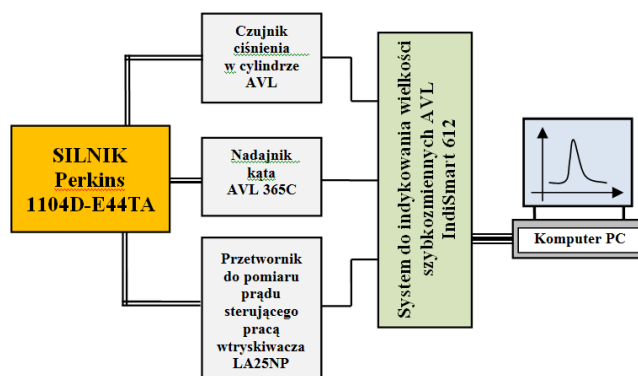 SILNIK
Perkins
1104D-E44TA
Czujnik
ciśnienia
w cylindrze
AVL
Nadajnik
kąta
AVL 365C
Przetwornik
do pomiaru
prądu
sterującego
pracą
wtryskiwacza
LA25NP
System do indykowania wielkości
szybkozmiennych AVL
IndiSmart 612
Komputer PC